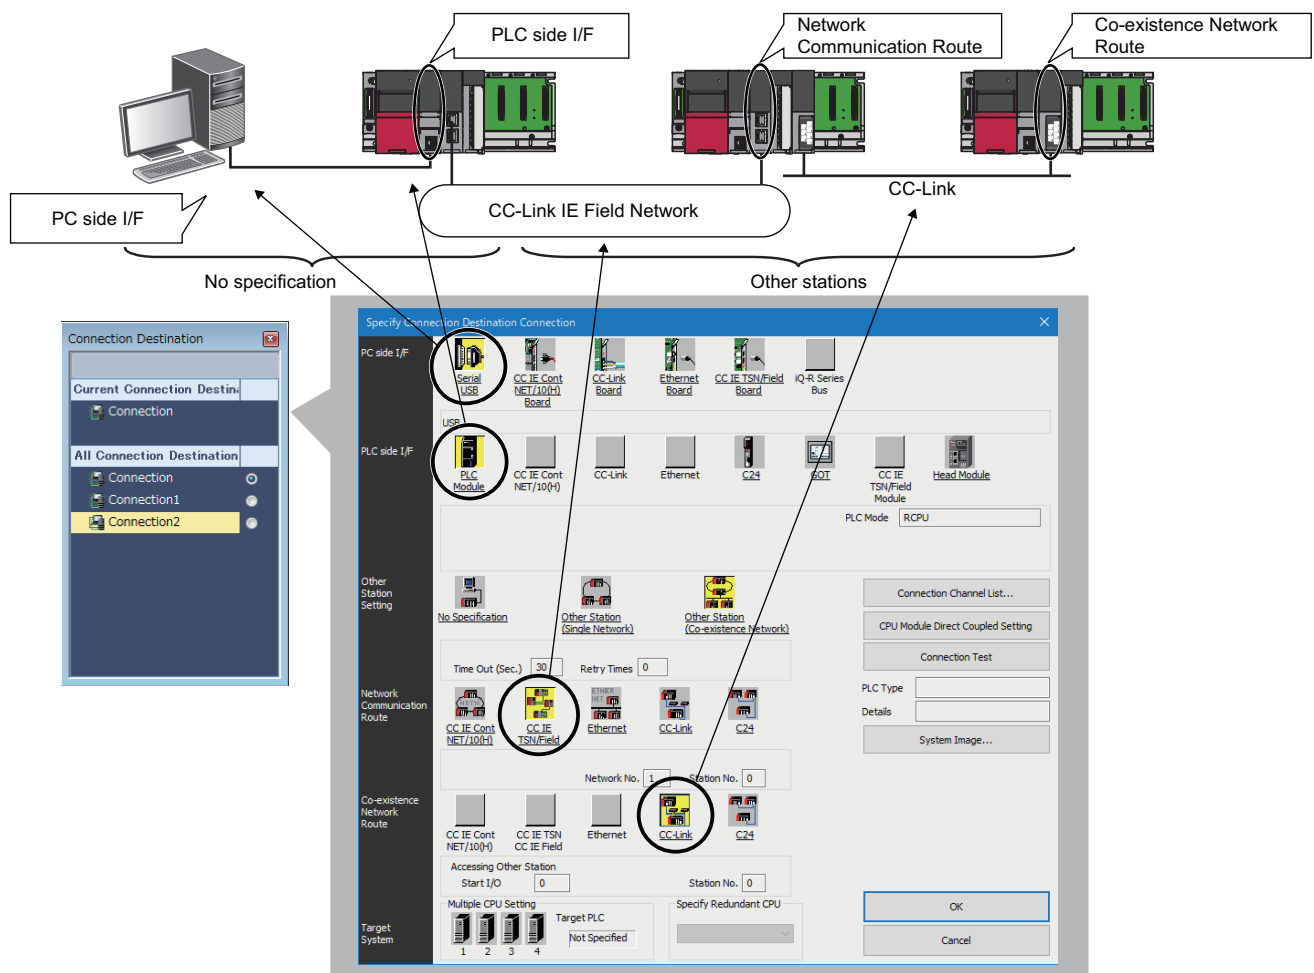 PLC side I/F
Network
Communication Route
Co-existence Network
Route
PC side I/F
CC-Link IE Field Network
CC-Link
No specification
Other stations
Connection Destination
Current Connection Destina
Connection
All Connection Destination
Connection
Connection1
Connection2
Specify Connection Destination Connection
PC side I/F
Serial
USB
CC IE Cont
NET/10(H)
Board
CC-Link
Board
Ethernet
Board
CC IE TSN/Field
Board
iQ-R Series
Bus
USB
PLC side I/F
PLC
Module
CC IE Cont
NET/10(H)
CC-Link
Ethernet
C24
GOT
CC IE
TSN/Field
Module
Head Module
PLC Mode
RCPU
Other
Station
Setting
No Specification
Other Station
(Single Network)
Other Station
(Co-existence Network)
Time Out (Sec.)
30
Retry Times
0
Connection Channel List...
CPU Module Direct Coupled Setting
Connection Test
PLC Type
Details
System Image...
Network
Communication
Route
CC IE Cont
NET/10(H)
CC IE
TSN/Field
Ethernet
CC-Link
C24
Network No.
1
Station No.
0
Co-existence
Network
Route
CC IE Cont
NET/10(H)
CC IE TSN
CC IE Field
Ethernet
CC-Link
C24
Accessing Other Station
Start I/O
0
Station No.
0
Target
System
Multiple CPU Setting
1 2 3 4
Target PLC
Not Specified
Specify Redundant CPU
OK
Cancel